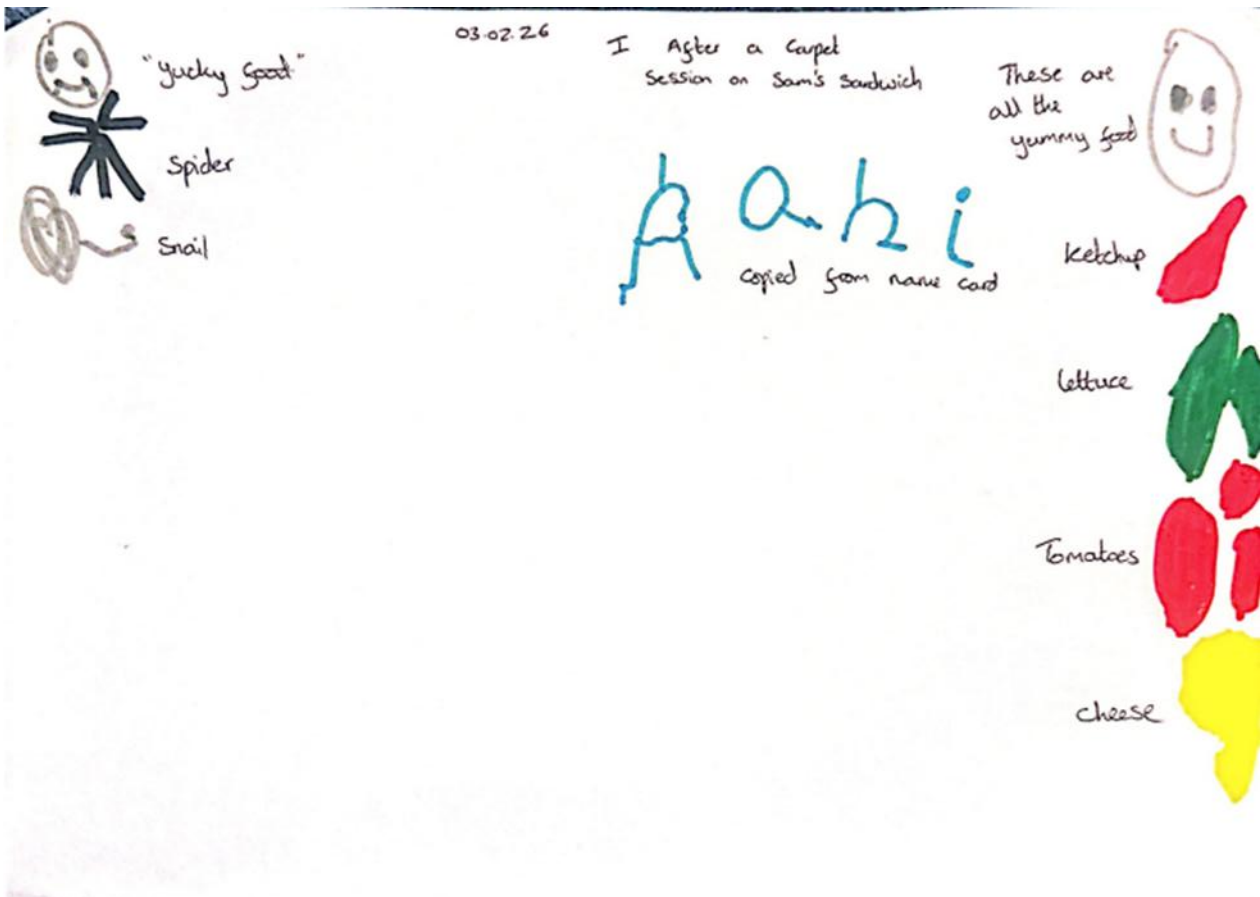 03.02.26
I After a Carpet
Session on Sam's Sandwich
"Yucky food"
Spider
Snail
These are
all the
yummy food
copied from name card
Ketchup
lettuce
Tomatoes
cheese